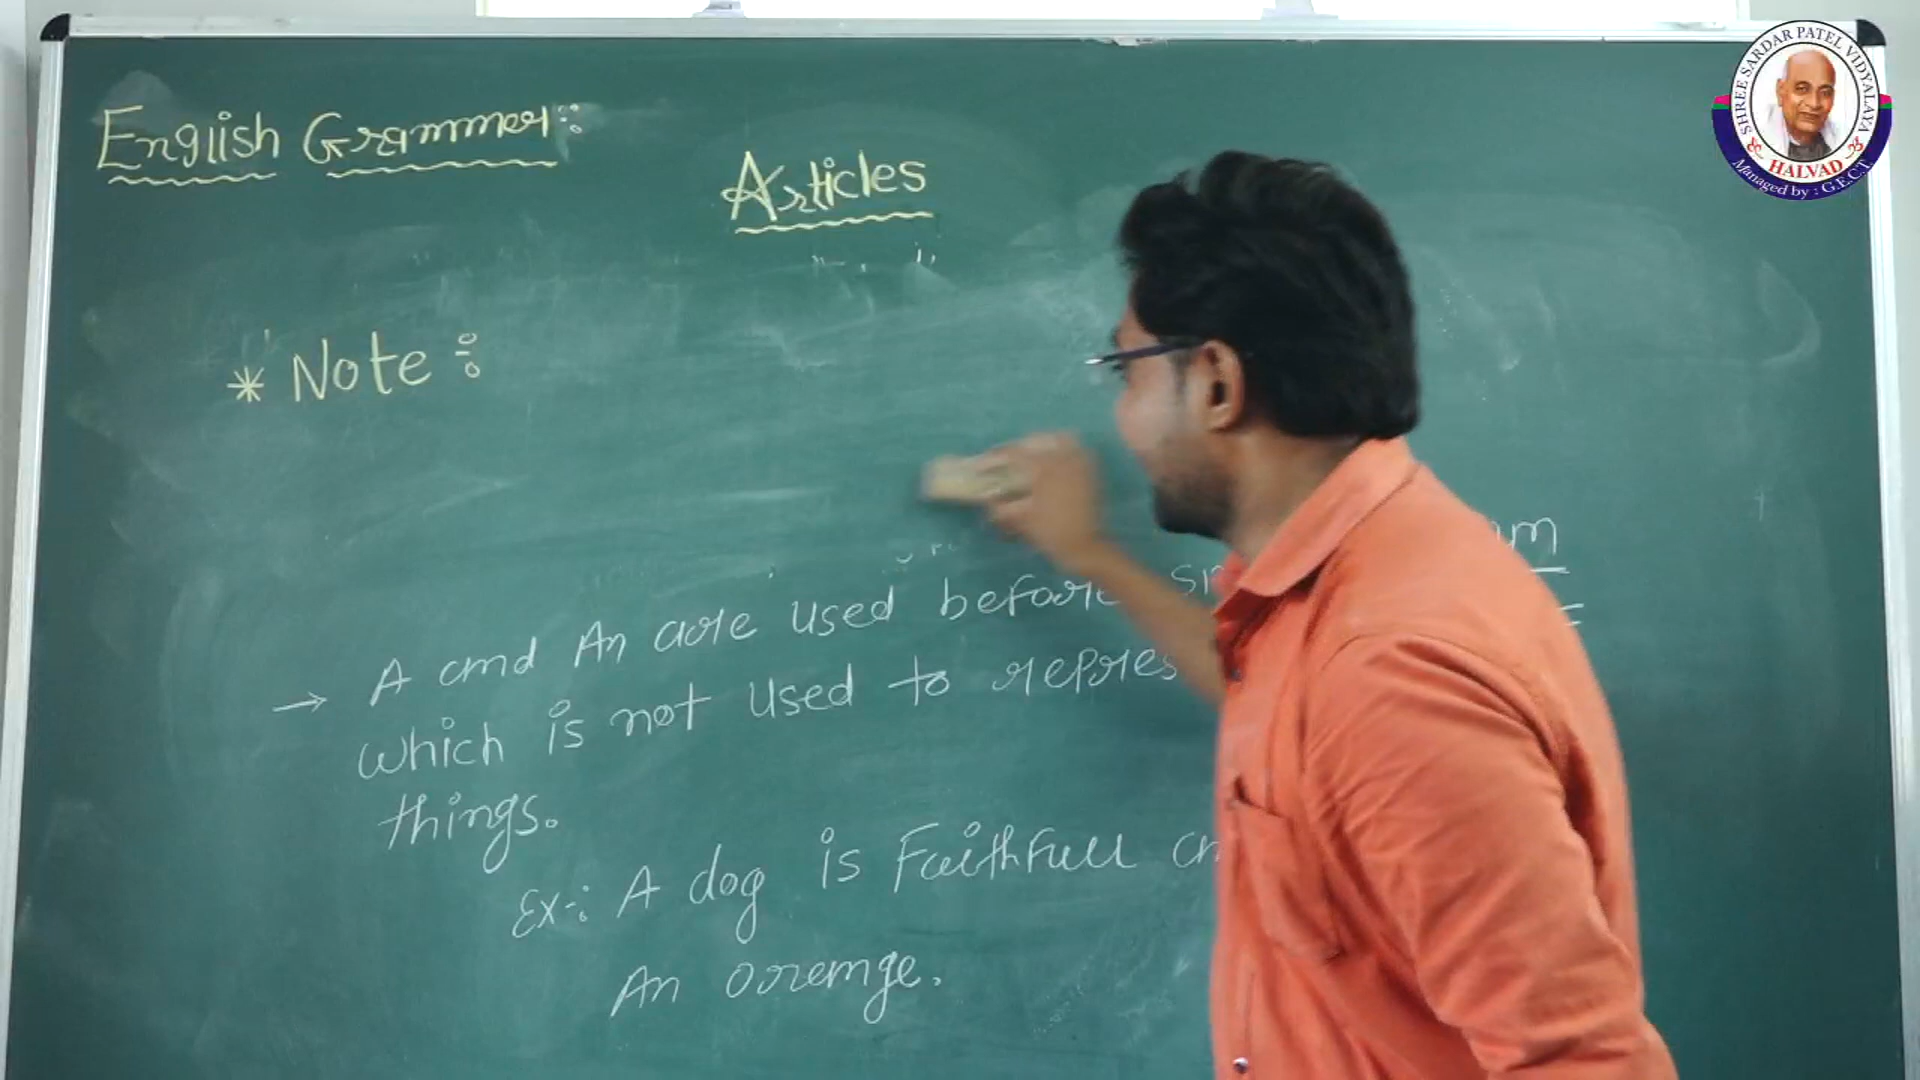 English Grammer :
Articles
* Note :
→ A and An are used before
which is not used to repres
things.
Ex : A dog is Faithfull
An orrenge.
SHREE SARDAR PATEL VIDYALAYA
HALVAD
Managed by : G.E.C.T.